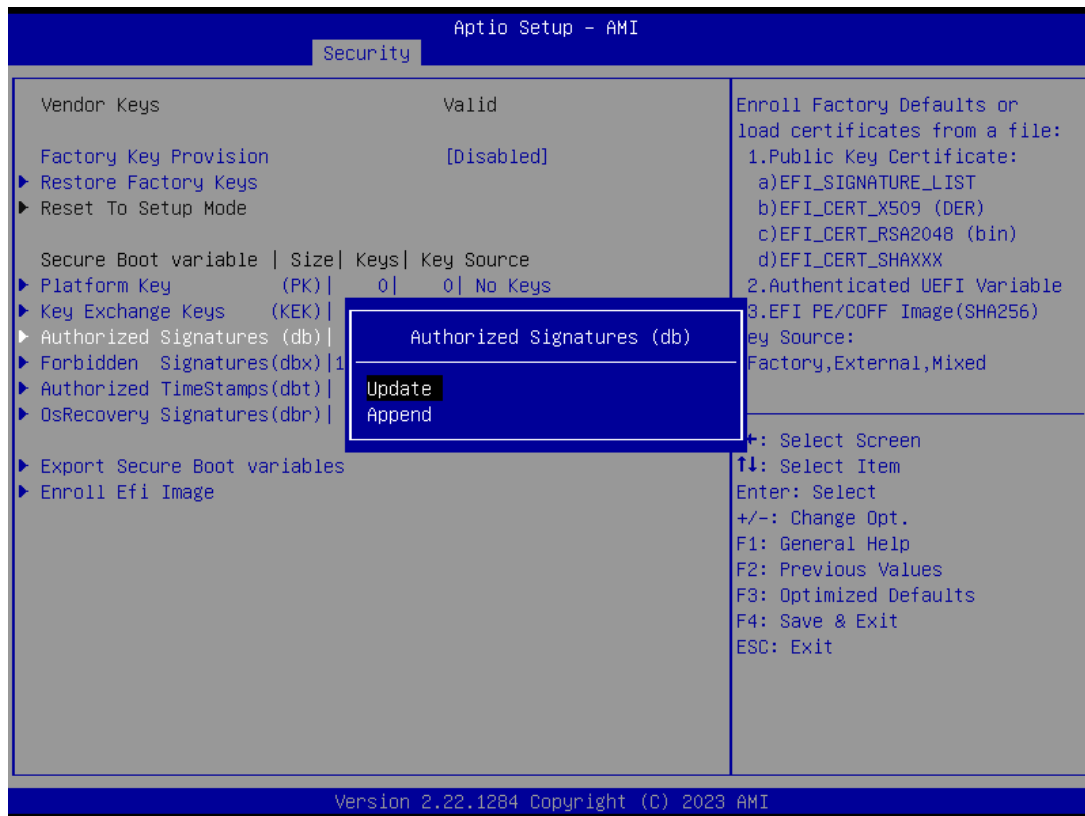 Aptio Setup – AMI
Security
Vendor Keys Valid
Factory Key Provision [Disabled]
▶ Restore Factory Keys
▶ Reset To Setup Mode
Secure Boot variable | Size| Keys| Key Source
▶ Platform Key (PK)| 0| 0| No Keys
▶ Key Exchange Keys (KEK)|
▶ Authorized Signatures (db)|
▶ Forbidden Signatures(dbx)|1
▶ Authorized TimeStamps(dbt)|
▶ OsRecovery Signatures(dbr)|
▶ Export Secure Boot variables
▶ Enroll Efi Image
Authorized Signatures (db)
Update
Append
Enroll Factory Defaults or
load certificates from a file:
1.Public Key Certificate:
a)EFI_SIGNATURE_LIST
b)EFI_CERT_X509 (DER)
c)EFI_CERT_RSA2048 (bin)
d)EFI_CERT_SHAXXX
2.Authenticated UEFI Variable
3.EFI PE/COFF Image(SHA256)
ey Source:
Factory,External,Mixed
: Select Screen
↑↓: Select Item
Enter: Select
+/-: Change Opt.
F1: General Help
F2: Previous Values
F3: Optimized Defaults
F4: Save & Exit
ESC: Exit
Version 2.22.1284 Copyright (C) 2023 AMI